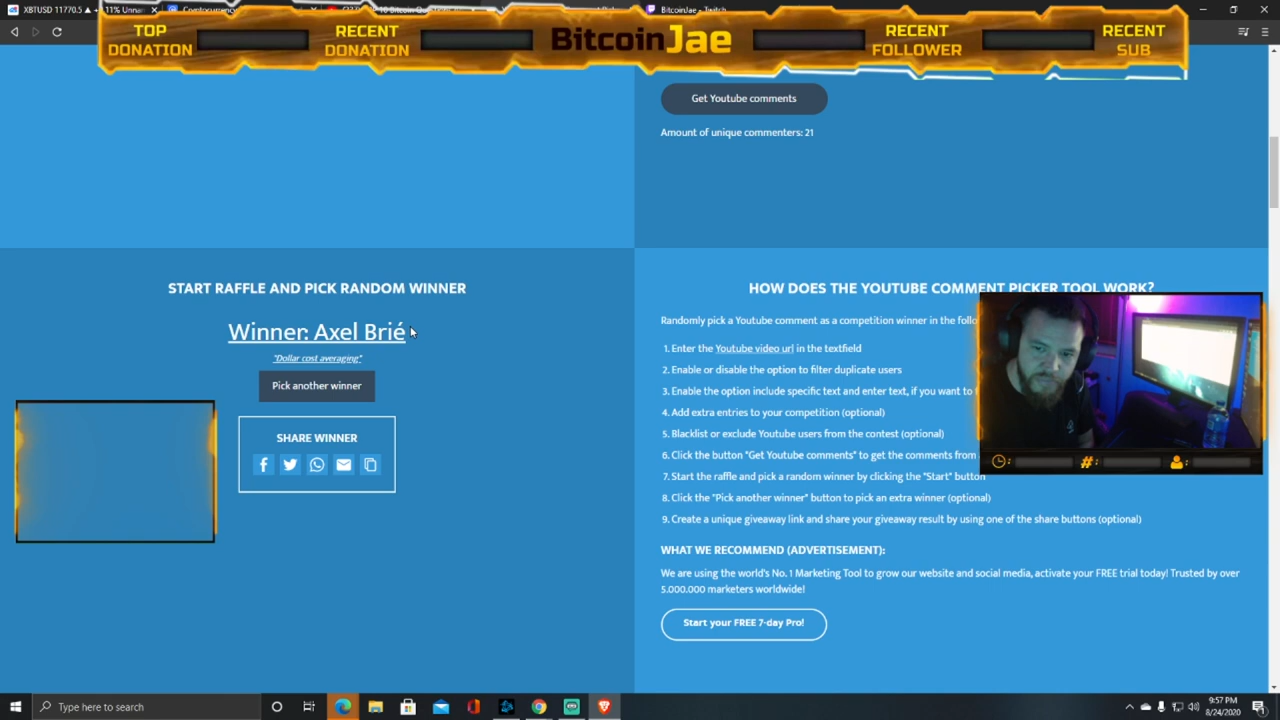 XBTUSD 11770.5 ▲ +
11% Unna
Cryptocurrency
10 Bitcoin
BitcoinJae - Twitch
TOP
DONATION
RECENT
DONATION
BitcoinJae
RECENT
FOLLOWER
RECENT
SUB
Get Youtube comments
Amount of unique commenters: 21
START RAFFLE AND PICK RANDOM WINNER
Winner: Axel Brié
"Dollar cost averaging"
Pick another winner
SHARE WINNER
HOW DOES THE YOUTUBE COMMENT PICKER TOOL WORK?
Randomly pick a Youtube comment as a competition winner in the follo
1. Enter the Youtube video url in the textfield
2. Enable or disable the option to filter duplicate users
3. Enable the option include specific text and enter text, if you want to f
4. Add extra entries to your competition (optional)
5. Blacklist or exclude Youtube users from the contest (optional)
6. Click the button "Get Youtube comments" to get the comments from
7. Start the raffle and pick a random winner by clicking the "Start" button
8. Click the "Pick another winner" button to pick an extra winner (optional)
9. Create a unique giveaway link and share your giveaway result by using one of the share buttons (optional)
WHAT WE RECOMMEND (ADVERTISEMENT):
We are using the world's No. 1 Marketing Tool to grow our website and social media, activate your FREE trial today! Trusted by over
5.000.000 marketers worldwide!
Start your FREE 7-day Pro!
#:
Type here to search
9:57 PM
8/24/2020